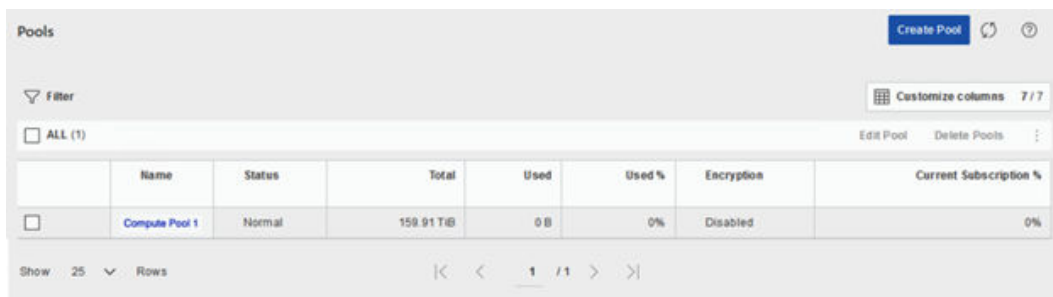 Pools Create Pool
Filter Customize columns 7 / 7
ALL (1) Edit Pool Delete Pools
Name Status Total Used Used % Encryption Current Subscription %
Compute Pool 1 Normal 159.91 TiB 0 B 0% Disabled 0%
Show 25 Rows 1 / 1